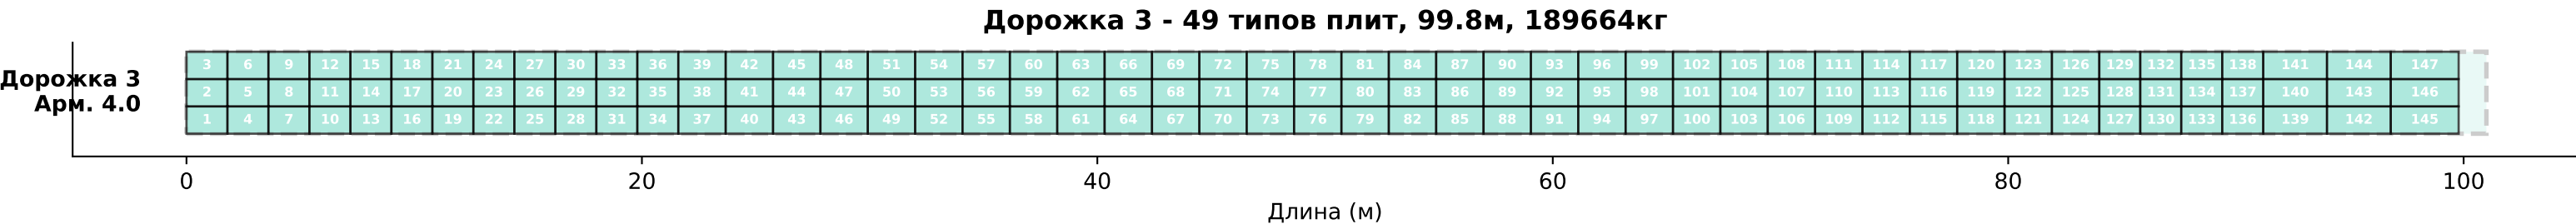 Дорожка 3 - 49 типов плит, 99.8м, 189664кг
3 6 9 12 15 18 21 24 27 30 33 36 39 42 45 48 51 54 57 60 63 66 69 72 75 78 81 84 87 90 93 96 99 102 105 108 111 114 117 120 123 126 129 132 135 138 141 144 147
Дорожка 3
2 5 8 11 14 17 20 23 26 29 32 35 38 41 44 47 50 53 56 59 62 65 68 71 74 77 80 83 86 89 92 95 98 101 104 107 110 113 116 119 122 125 128 131 134 137 140 143 146
Арм. 4.0
1 4 7 10 13 16 19 22 25 28 31 34 37 40 43 46 49 52 55 58 61 64 67 70 73 76 79 82 85 88 91 94 97 100 103 106 109 112 115 118 121 124 127 130 133 136 139 142 145
0 20 40 60 80 100
Длина (м)